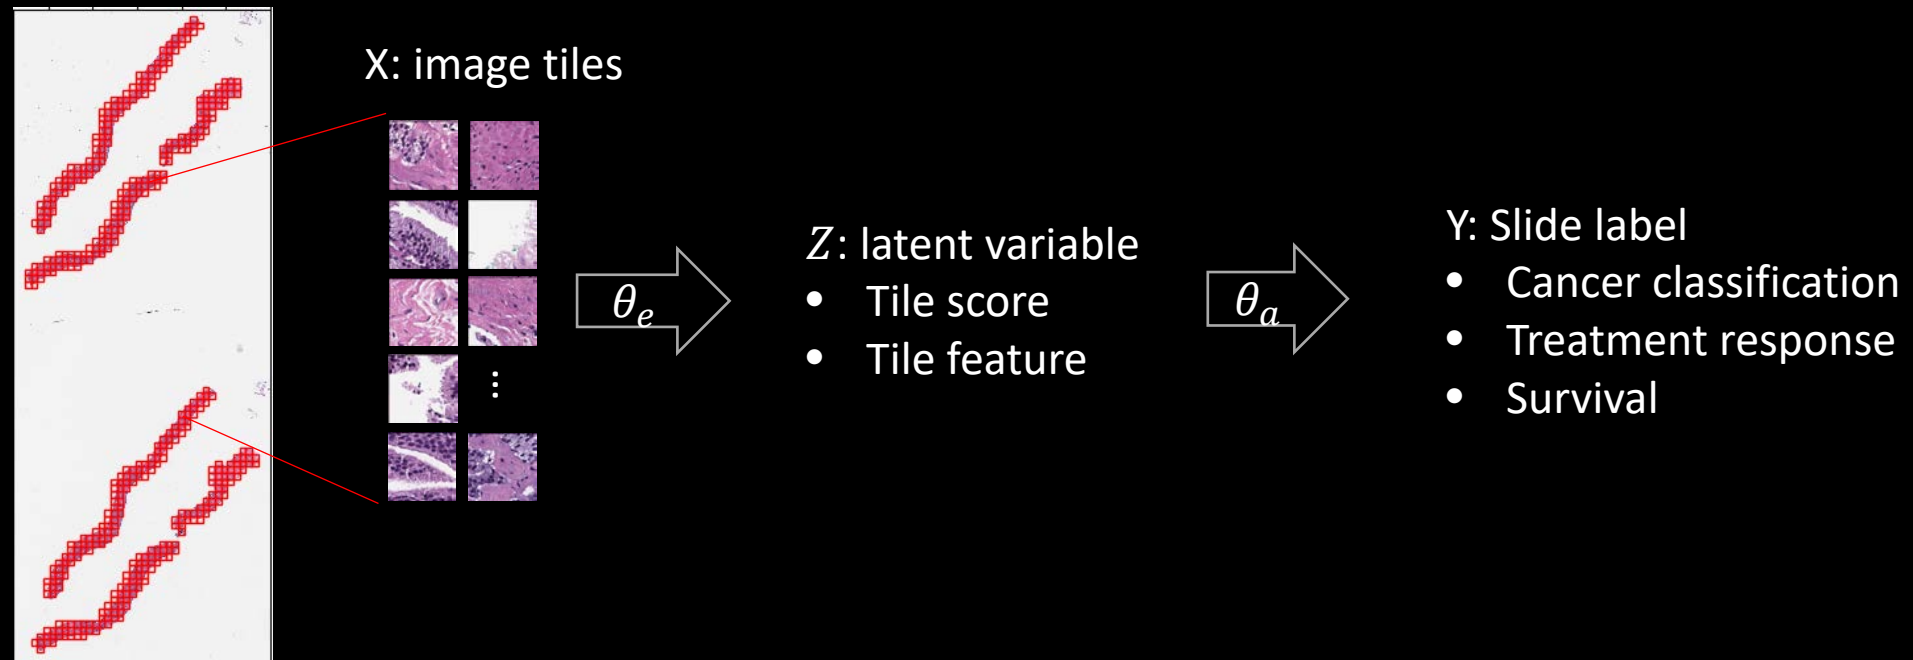 X: image tiles
⋮
θe
Z: latent variable
• Tile score
• Tile feature
θa
Y: Slide label
• Cancer classification
• Treatment response
• Survival